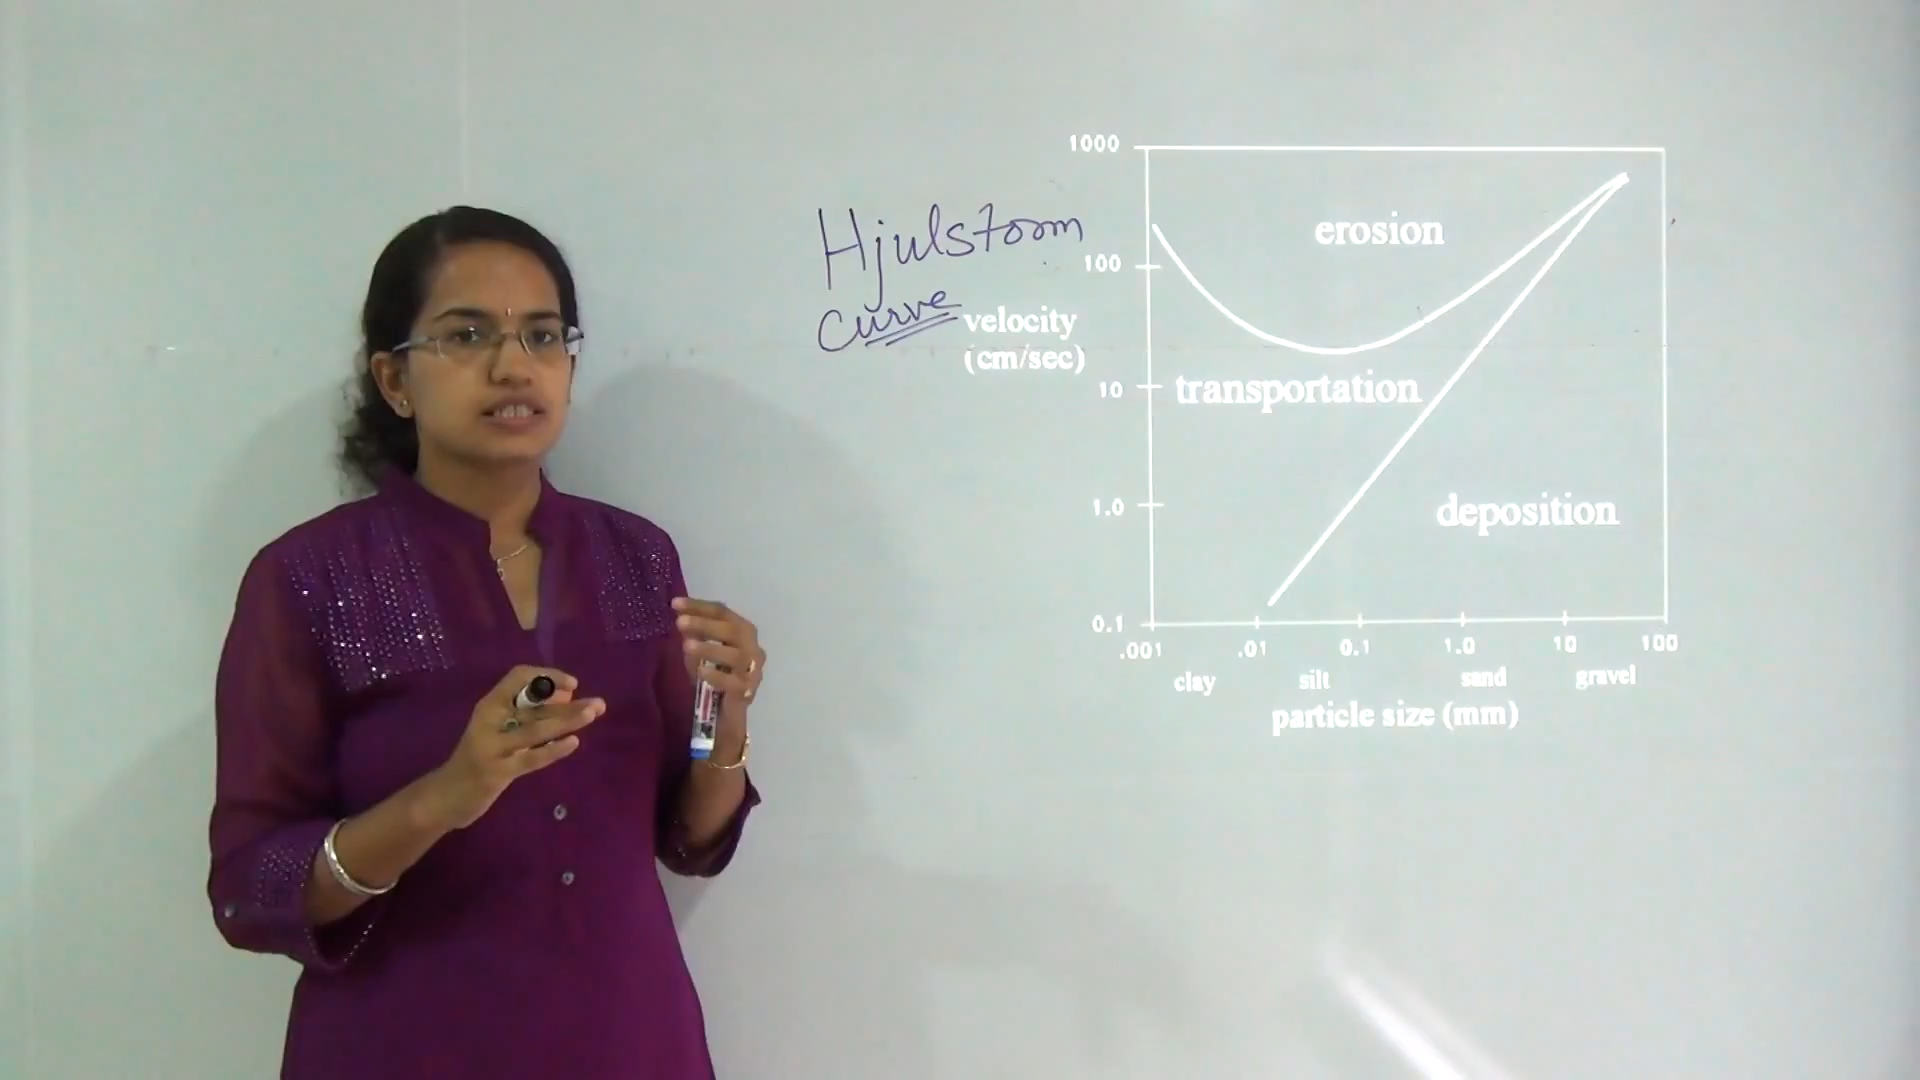 Hjulstorm
curve
velocity
(cm/sec)
1000
100
10
1.0
0.1
erosion
transportation
deposition
.001 .01 0.1 1.0 10 100
clay silt sand gravel
particle size (mm)